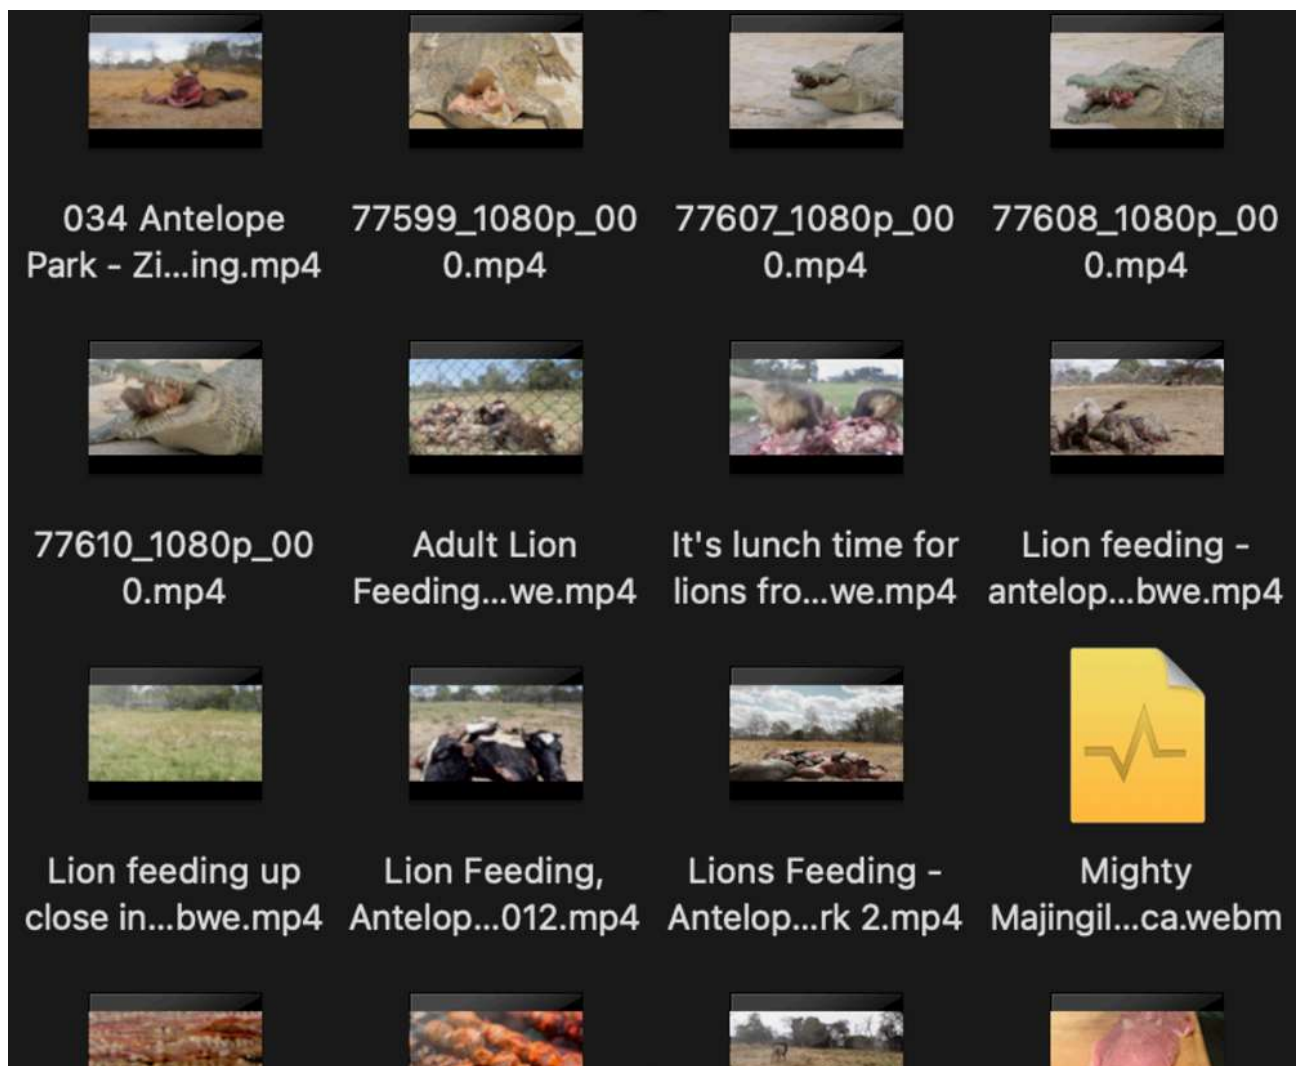 034 Antelope
Park - Zi...ing.mp4
77599_1080p_00
0.mp4
77607_1080p_00
0.mp4
77608_1080p_00
0.mp4
77610_1080p_00
0.mp4
Adult Lion
Feeding...we.mp4
It's lunch time for
lions fro...we.mp4
Lion feeding -
antelop...bwe.mp4
Lion feeding up
close in...bwe.mp4
Lion Feeding,
Antelop...012.mp4
Lions Feeding -
Antelop...rk 2.mp4
Mighty
Majingil...ca.webm